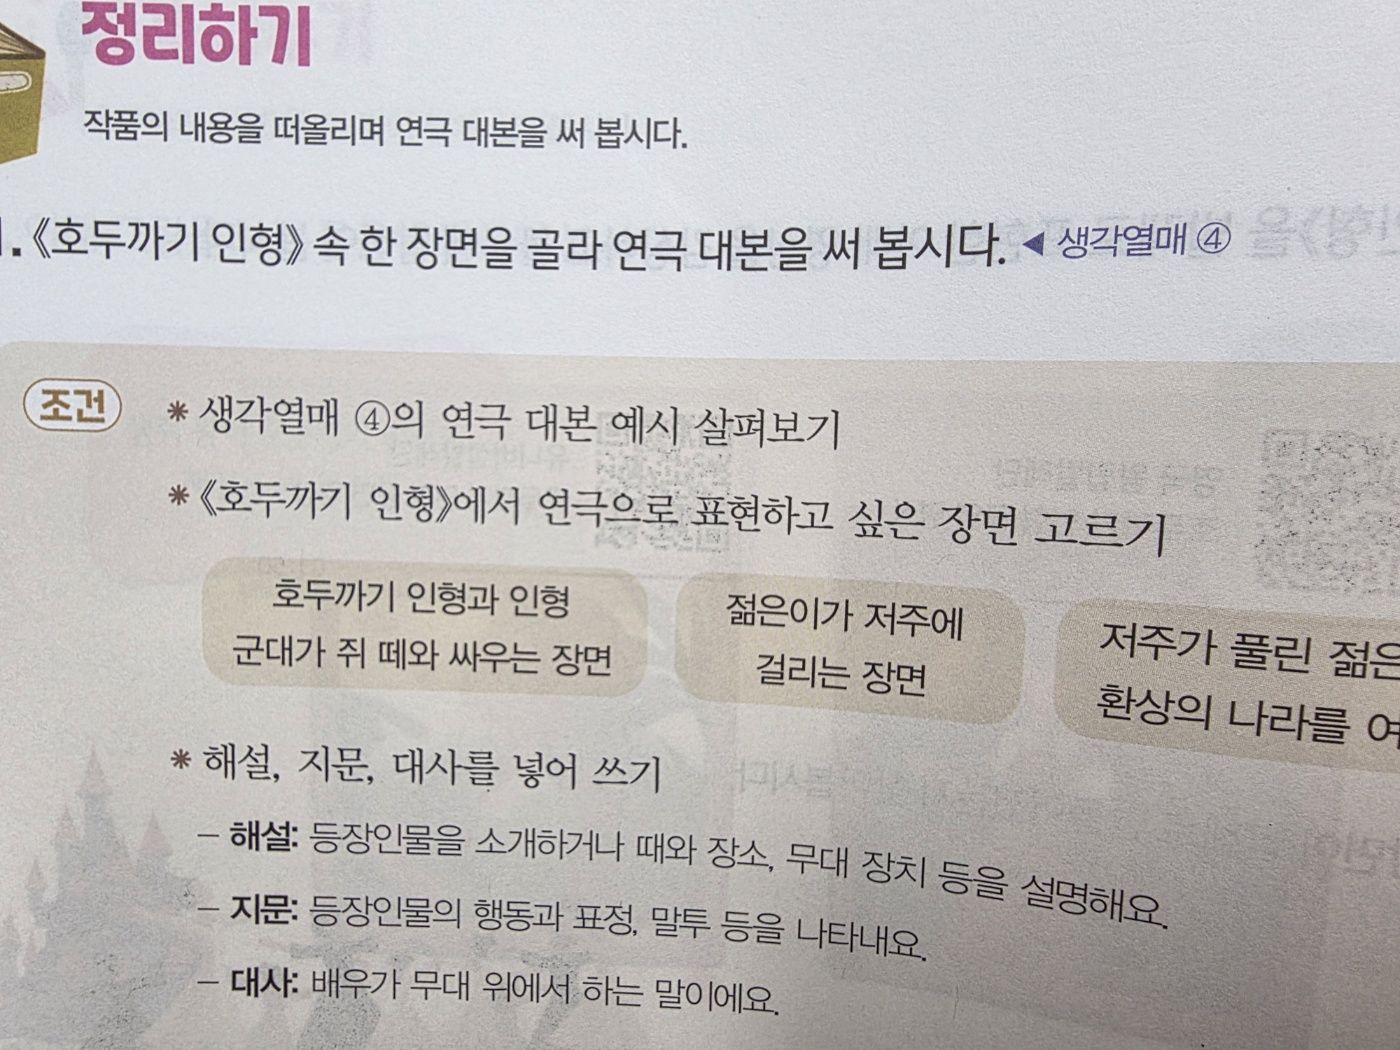 정리하기
작품의 내용을 떠올리며 연극 대본을 써 봅시다.
1.《호두까기 인형》 속 한 장면을 골라 연극 대본을 써 봅시다. ◀ 생각열매 ④
조건
* 생각열매 ④의 연극 대본 예시 살펴보기
* 《호두까기 인형》에서 연극으로 표현하고 싶은 장면 고르기
호두까기 인형과 인형
군대가 쥐 떼와 싸우는 장면
젊은이가 저주에
걸리는 장면
저주가 풀린 젊은
환상의 나라를 여
* 해설, 지문, 대사를 넣어 쓰기
– 해설: 등장인물을 소개하거나 때와 장소, 무대 장치 등을 설명해요.
– 지문: 등장인물의 행동과 표정, 말투 등을 나타내요.
– 대사: 배우가 무대 위에서 하는 말이에요.